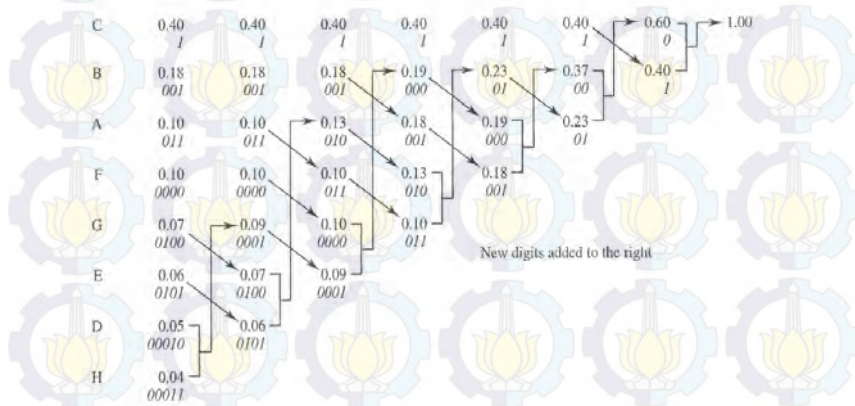 C 0.40 0.40 0.40 0.40 0.40 0.40 0.60 1.00
1 1 1 1 1 1 0
B 0.18 0.18 0.18 0.19 0.23 0.37 0.40
001 001 001 000 01 00 1
A 0.10 0.10 0.13 0.18 0.19 0.23
011 011 010 001 000 01
F 0.10 0.10 0.10 0.13 0.18
0000 0000 011 010 001
G 0.07 0.09 0.10 0.10
0100 0001 0000 011
New digits added to the right
E 0.06 0.07 0.09
0101 0100 0001
D 0.05 0.06
00010 0101
H 0.04
00011